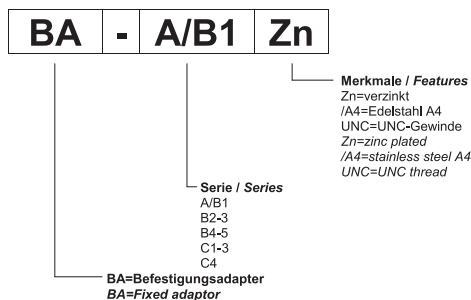 BA - A/B1 Zn
Merkmale / Features
Zn=verzinkt
/A4=Edelstahl A4
UNC=UNC-Gewinde
Zn=zinc plated
/A4=stainless steel A4
UNC=UNC thread
Serie / Series
A/B1
B2-3
B4-5
C1-3
C4
BA=Befestigungsadapter
BA=Fixed adaptor